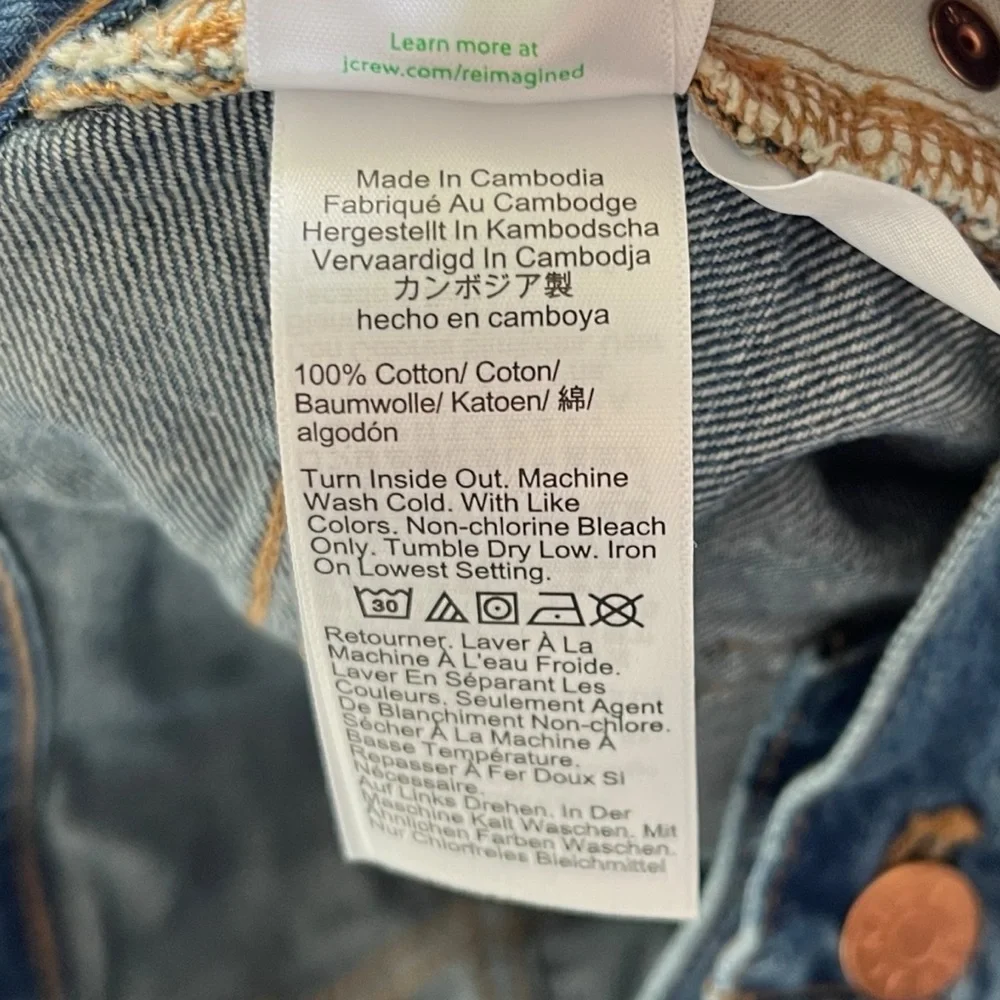 Learn more at
jcrew.com/reimagined
Made In Cambodia
Fabriqué Au Cambodge
Hergestellt In Kambodscha
Vervaardigd In Cambodja
カンボジア製
hecho en camboya
100% Cotton/ Coton/
Baumwolle/ Katoen/ 綿/
algodón
Turn Inside Out. Machine
Wash Cold. With Like
Colors. Non-chlorine Bleach
Only. Tumble Dry Low. Iron
On Lowest Setting.
30
Retourner. Laver À La
Machine À L'eau Froide.
Laver En Séparant Les
Couleurs. Seulement Agent
De Blanchiment Non-chlore.
Sécher À La Machine À
Basse Température.
Repasser À Fer Doux Si
Nécessaire.
Auf Links Drehen. In Der
Maschine Kalt Waschen. Mit
Ähnlichen Farben Waschen.
Nur Chlorfreies Bleichmittel